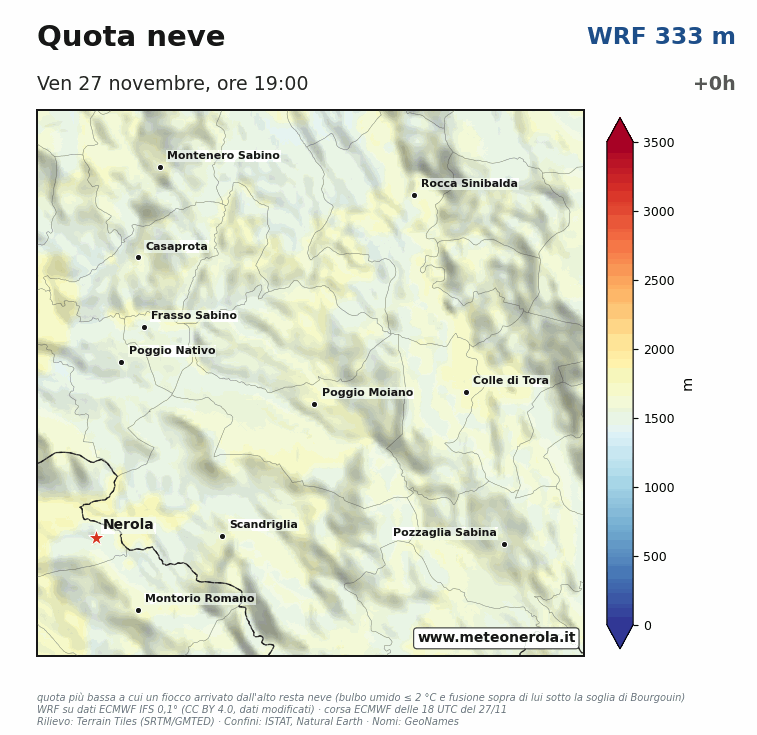 Quota neve
WRF 333 m
Ven 27 novembre, ore 19:00
+0h
Montenero Sabino
Rocca Sinibalda
Casaprota
Frasso Sabino
Poggio Nativo
Colle di Tora
Poggio Moiano
Nerola
Scandriglia
Pozzaglia Sabina
Montorio Romano
www.meteonerola.it
3500
3000
2500
2000
1500
1000
500
0
m
quota più bassa a cui un fiocco arrivato dall'alto resta neve (bulbo umido ≤ 2 °C e fusione sopra di lui sotto la soglia di Bourgouin)
WRF su dati ECMWF IFS 0,1° (CC BY 4.0, dati modificati) · corsa ECMWF delle 18 UTC del 27/11
Rilievo: Terrain Tiles (SRTM/GMTED) · Confini: ISTAT, Natural Earth · Nomi: GeoNames